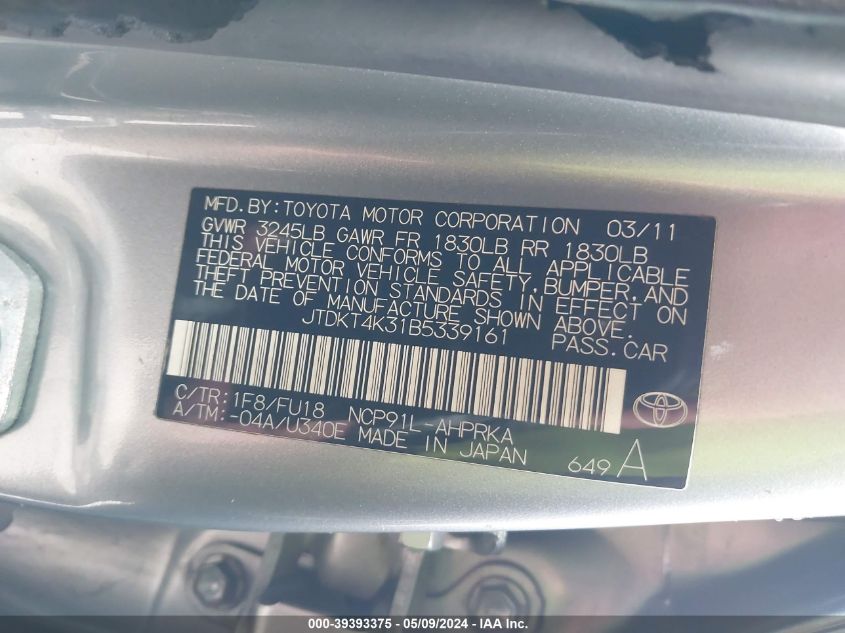 MFD.BY:TOYOTA MOTOR CORPORATION 03/11
GVWR 3245LB GAWR FR 1830LB RR 1830LB
THIS VEHICLE CONFORMS TO ALL APPLICABLE
FEDERAL MOTOR VEHICLE SAFETY,BUMPER,AND
THEFT PREVENTION STANDARDS IN EFFECT ON
THE DATE OF MANUFACTURE SHOWN ABOVE.
JTDKT4K31B5339161 PASS.CAR
C/TR:1F8/FU18 NCP91L-AHPRKA
A/TM:-04A/U340E MADE IN JAPAN
649 A
000-39393375 - 05/09/2024 - IAA Inc.